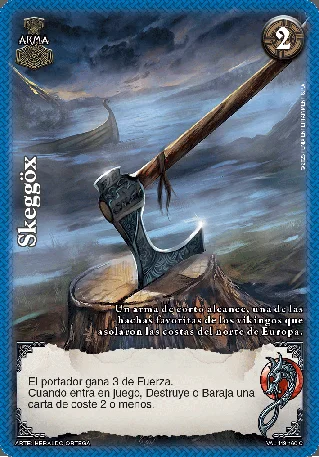 ARMA
2
Skeggöx
Un arma de corto alcance, una de las
hachas favoritas de los vikingos que
asolaron las costas del norte de Europa.
El portador gana 3 de Fuerza.
Cuando entra en juego, Destruye o Baraja una
carta de coste 2 o menos.
ARTE: HERALDO ORTEGA